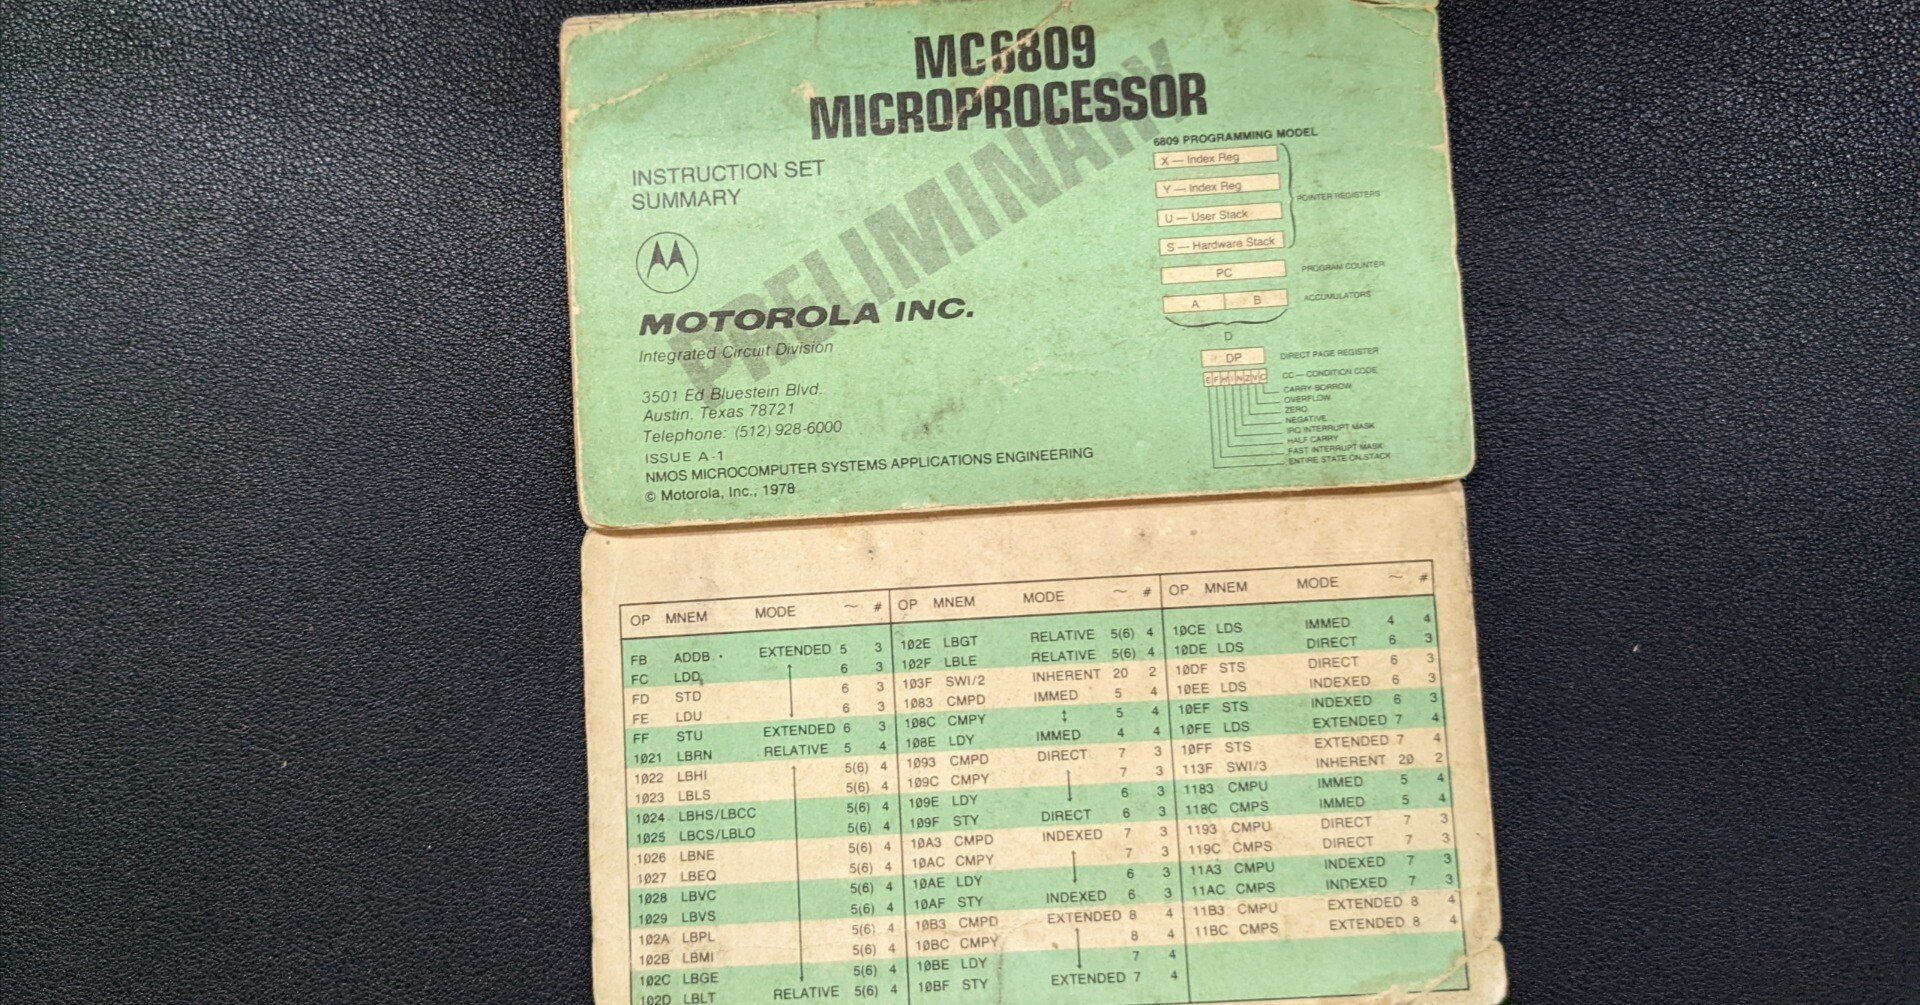 MC6809
MICROPROCESSOR
PRELIMINARY
INSTRUCTION SET
SUMMARY
MOTOROLA INC.
Integrated Circuit Division
3501 Ed Bluestein Blvd.
Austin, Texas 78721
Telephone: (512) 928-6000
ISSUE A-1
NMOS MICROCOMPUTER SYSTEMS APPLICATIONS ENGINEERING
© Motorola, Inc., 1978
6809 PROGRAMMING MODEL
X — Index Reg
Y — Index Reg
U — User Stack
S — Hardware Stack
POINTER REGISTERS
PC PROGRAM COUNTER
A B ACCUMULATORS
D
DP DIRECT PAGE REGISTER
E F H I N Z V C CC — CONDITION CODE
CARRY-BORROW
OVERFLOW
ZERO
NEGATIVE
IRQ INTERRUPT MASK
HALF CARRY
FAST INTERRUPT MASK
ENTIRE STATE ON STACK
OP MNEM MODE ~ #
FB ADDB EXTENDED 5 3
FC LDD 6 3
FD STD 6 3
FE LDU 6 3
FF STU EXTENDED 6 3
1021 LBRN RELATIVE 5 4
1022 LBHI 5(6) 4
1023 LBLS 5(6) 4
1024 LBHS/LBCC 5(6) 4
1025 LBCS/LBLO 5(6) 4
1026 LBNE 5(6) 4
1027 LBEQ 5(6) 4
1028 LBVC 5(6) 4
1029 LBVS 5(6) 4
102A LBPL 5(6) 4
102B LBMI 5(6) 4
102C LBGE 5(6) 4
102D LBLT RELATIVE 5(6) 4
OP MNEM MODE ~ #
102E LBGT RELATIVE 5(6) 4
102F LBLE RELATIVE 5(6) 4
103F SWI/2 INHERENT 20 2
1083 CMPD IMMED 5 4
108C CMPY 5 4
108E LDY IMMED 4 4
1093 CMPD DIRECT 7 3
109C CMPY 7 3
109E LDY 6 3
109F STY DIRECT 6 3
10A3 CMPD INDEXED 7 3
10AC CMPY 7 3
10AE LDY 6 3
10AF STY INDEXED 6 3
10B3 CMPD EXTENDED 8 4
10BC CMPY 8 4
10BE LDY 7 4
10BF STY EXTENDED 7 4
OP MNEM MODE ~ #
10CE LDS IMMED 4 4
10DE LDS DIRECT 6 3
10DF STS DIRECT 6 3
10EE LDS INDEXED 6 3
10EF STS INDEXED 6 3
10FE LDS EXTENDED 7 4
10FF STS EXTENDED 7 4
113F SWI/3 INHERENT 20 2
1183 CMPU IMMED 5 4
118C CMPS IMMED 5 4
1193 CMPU DIRECT 7 3
119C CMPS DIRECT 7 3
11A3 CMPU INDEXED 7 3
11AC CMPS INDEXED 7 3
11B3 CMPU EXTENDED 8 4
11BC CMPS EXTENDED 8 4